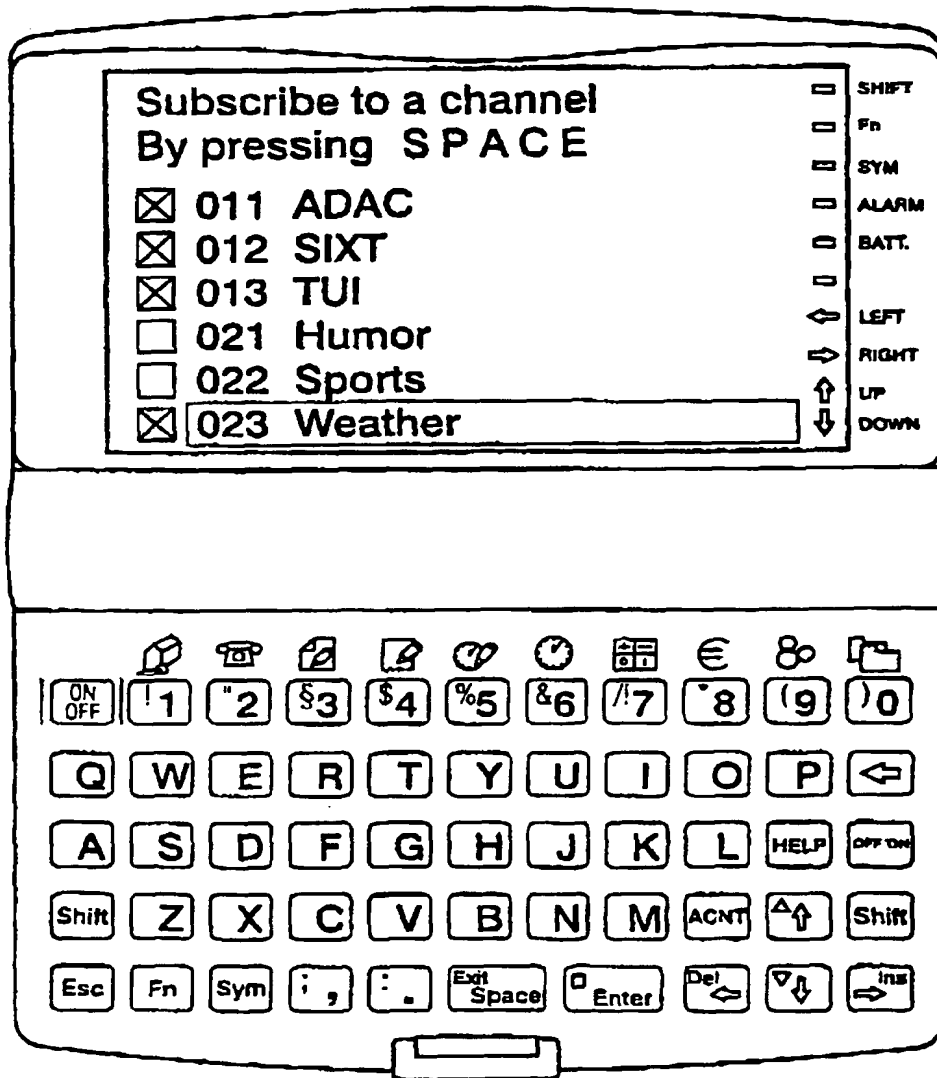 Subscribe to a channel
By pressing SPACE
011 ADAC
012 SIXT
013 TUI
021 Humor
022 Sports
023 Weather
SHIFT
Fn
SYM
ALARM
BATT.
LEFT
RIGHT
UP
DOWN
ON OFF !1 "2 §3 $4 %5 &6 /!7 8 (9 )0
Q W E R T Y U I O P
A S D F G H J K L HELP OFF ON
Shift Z X C V B N M ACNT Shift
Esc Fn Sym ; , : . Exit Space Enter Del Ins